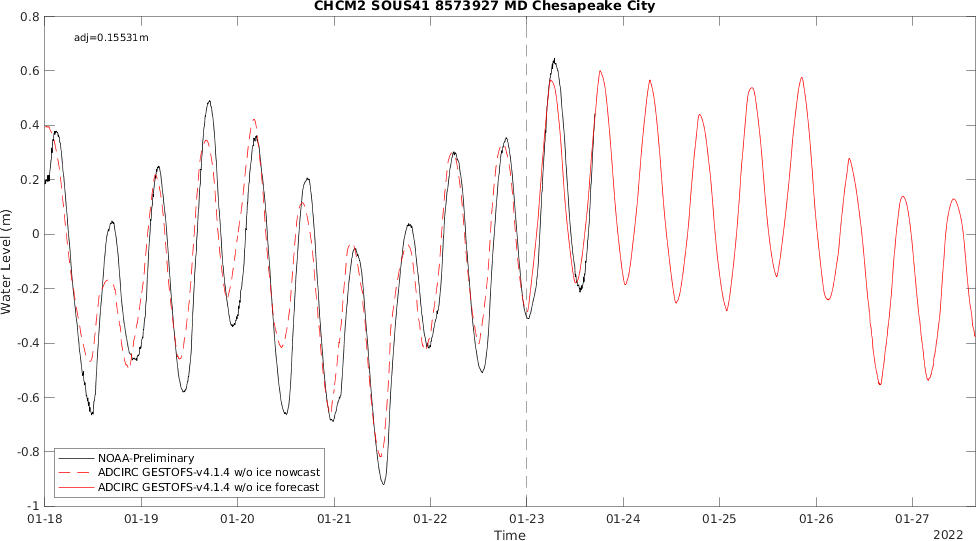 CHCM2 SOUS41 8573927 MD Chesapeake City
adj=0.15531m
0.8
0.6
0.4
0.2
0
-0.2
-0.4
-0.6
-0.8
-1
Water Level (m)
NOAA-Preliminary
ADCIRC GESTOFS-v4.1.4 w/o ice nowcast
ADCIRC GESTOFS-v4.1.4 w/o ice forecast
01-18 01-19 01-20 01-21 01-22 01-23 01-24 01-25 01-26 01-27
Time
2022